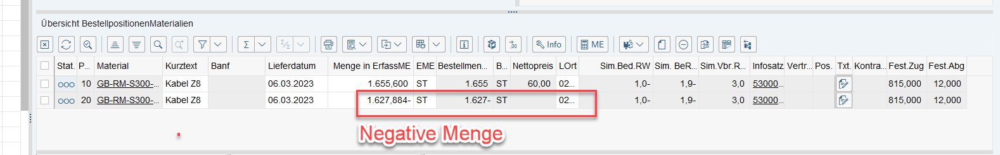 Übersicht BestellpositionenMaterialien
Info ME
Stat. P... Material Kurztext Banf Lieferdatum Menge in ErfassME EME Bestellmen... B... Nettopreis LOrt Sim.Bed.RW Sim. BeR... Sim.Vbr.R... Infosatz Vertr... Pos. Txt. Kontra... Fest.Zug Fest.Abg
10 GB-RM-S300-... Kabel Z8 06.03.2023 1.655,600 ST 1.655 ST 60,00 02... 1,0- 1,9- 3,0 53000... 815,000 12,000
20 GB-RM-S300-... Kabel Z8 06.03.2023 1.627,884- ST 1.627- ST 02... 1,0- 1,9- 3,0 53000... 815,000 12,000
Negative Menge